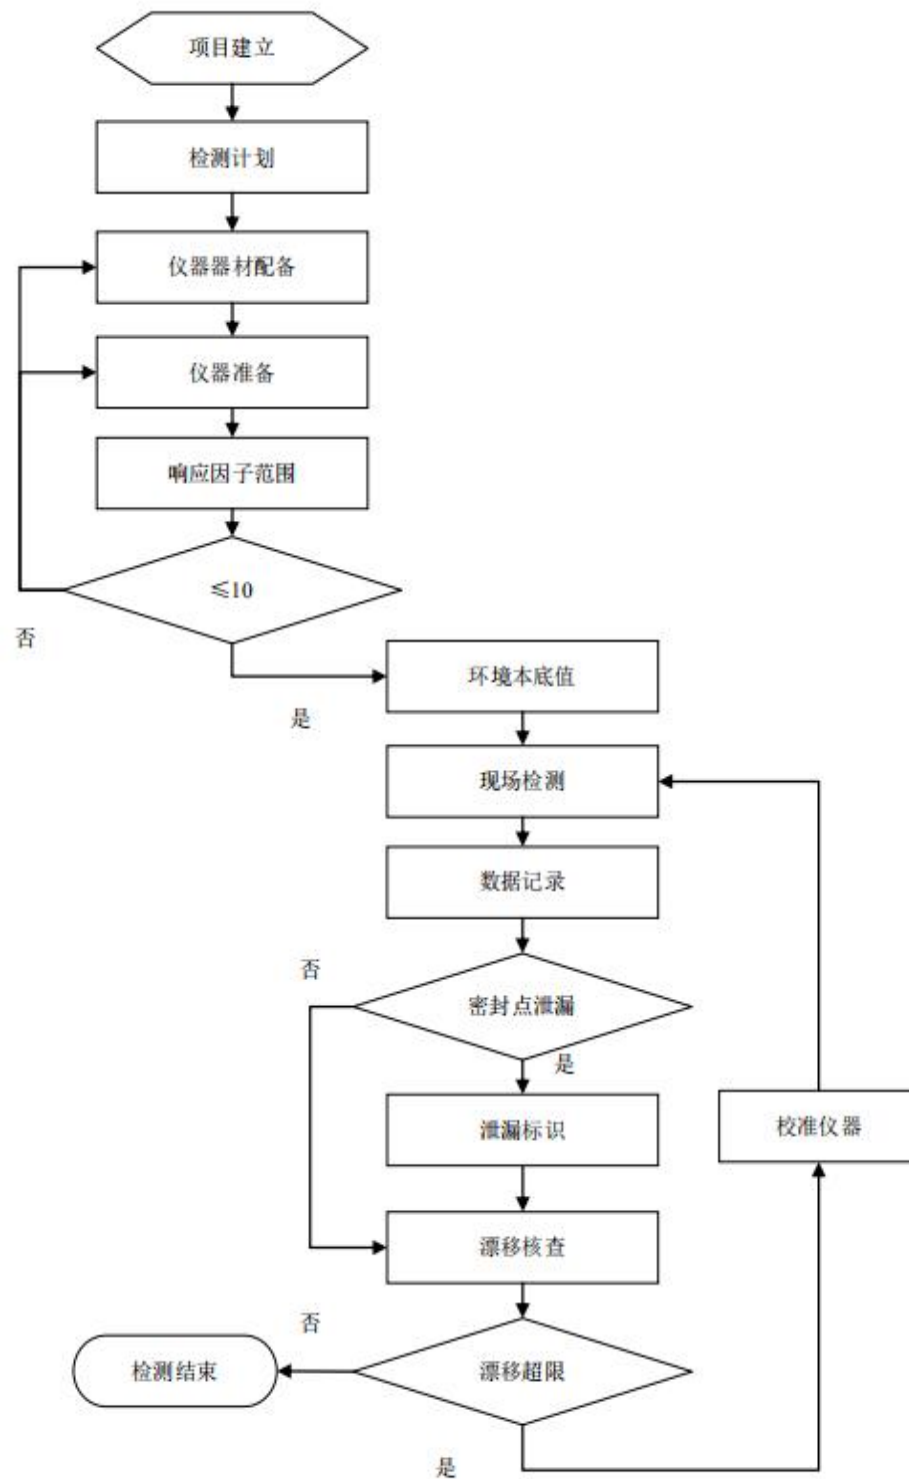 项目建立
检测计划
仪器器材配备
仪器准备
响应因子范围
≤10
否
是
环境本底值
现场检测
数据记录
否
密封点泄漏
是
泄漏标识
校准仪器
漂移核查
否
检测结束
漂移超限
是